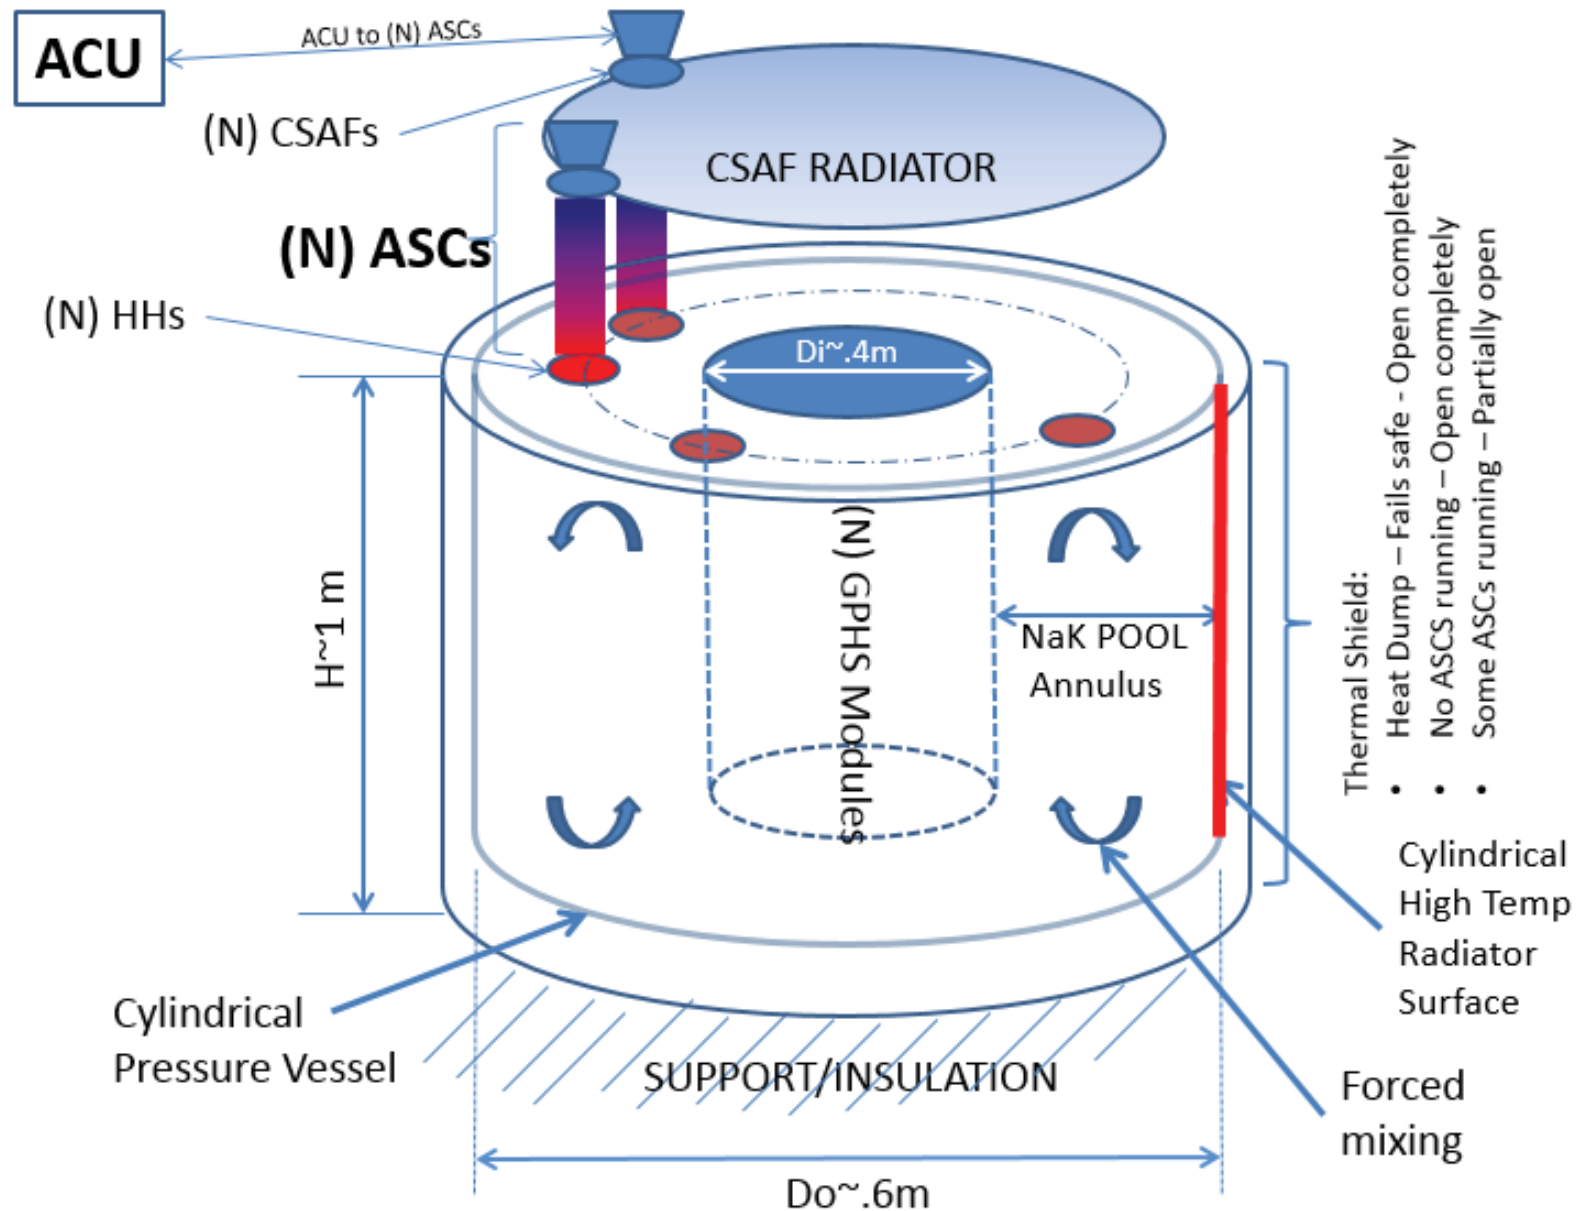 ACU
ACU to (N) ASCs
(N) CSAFs
CSAF RADIATOR
(N) ASCs
(N) HHs
Di~.4m
H~1 m
(N) GPHS Modules
NaK POOL
Annulus
Thermal Shield:
• Heat Dump – Fails safe - Open completely
• No ASCS running – Open completely
• Some ASCs running – Partially open
Cylindrical
High Temp
Radiator
Surface
Cylindrical
Pressure Vessel
SUPPORT/INSULATION
Forced
mixing
Do~.6m